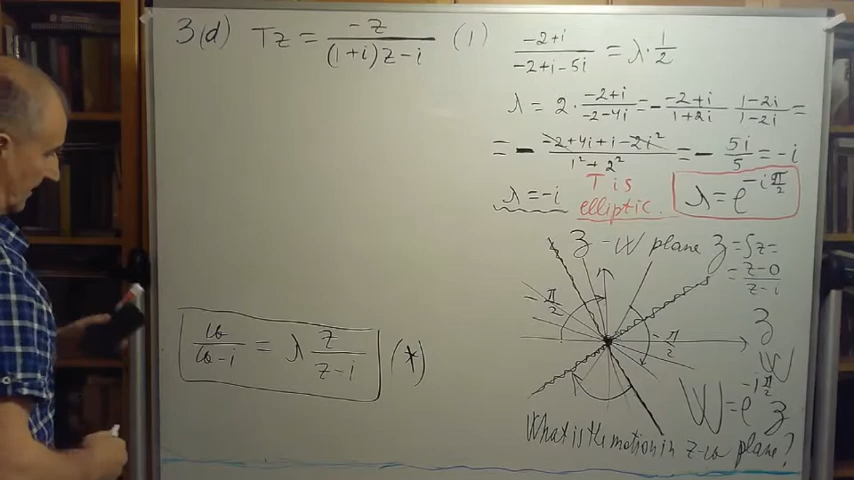 3(d) Tz = -z / ((1+i)z-i) (1)
w/(w-i) = λ z/(z-i) (*)
(-2+i)/(-2+i-5i) = λ·1/2
λ = 2·(-2+i)/(-2-4i) = -(-2+i)/(1+2i) (1-2i)/(1-2i) =
= - (-2+4i+i-2i²)/(1²+2²) = - 5i/5 = -i
λ=-i T is elliptic. λ = e^(-iπ/2)
z-w plane z = Sz =
= (z-0)/(z-i)
π/2
-π/2
z
W
W = e^(-iπ/2) z
What is the motion in z-w plane?